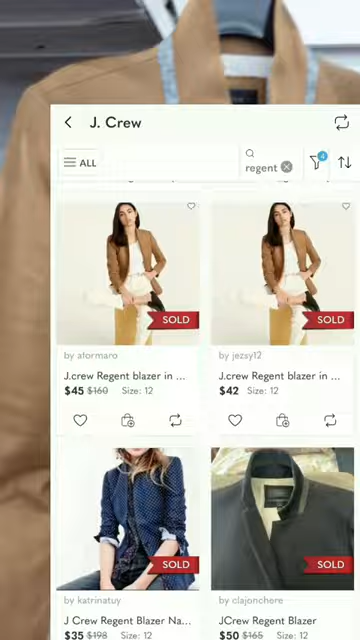 J. Crew
ALL
regent
4
SOLD
SOLD
by aformaro
by jezsy12
J.crew Regent blazer in ...
J.crew Regent blazer in ...
$45 $160 Size: 12
$42 Size: 12
SOLD
SOLD
by katrinatuy
by clajonchere
J Crew Regent Blazer Na...
JCrew Regent Blazer
$35 $198 Size: 12
$50 $165 Size: 12